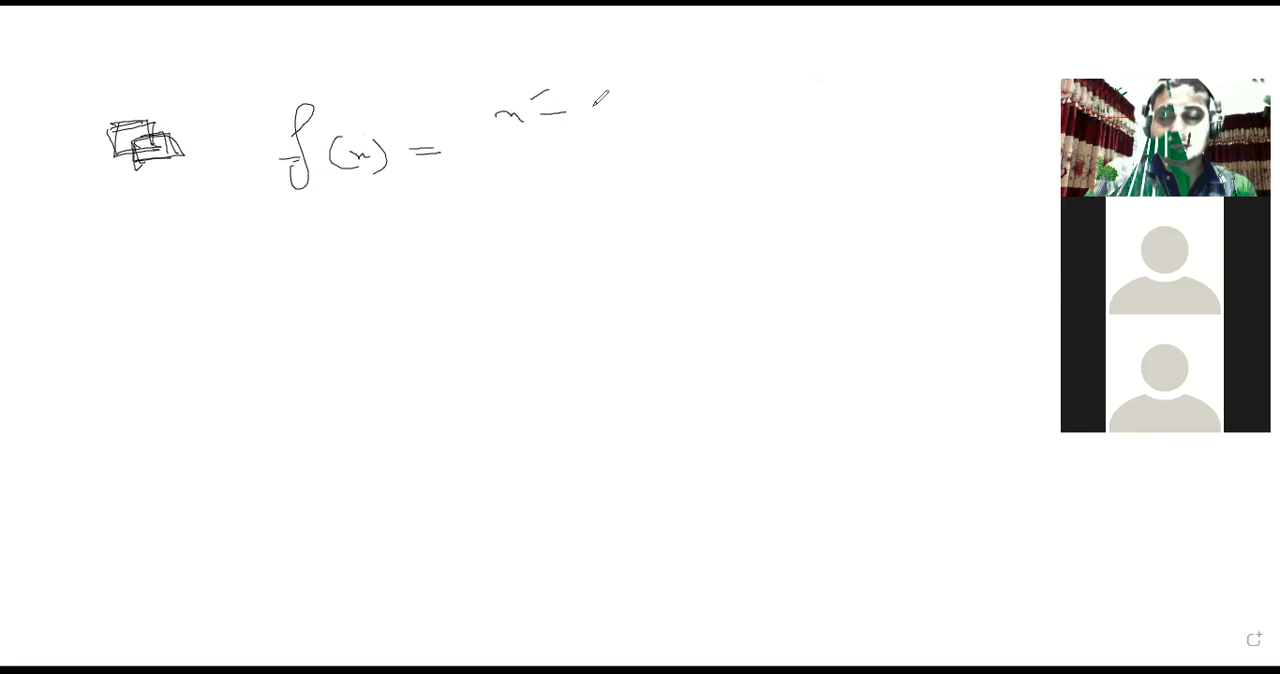 f(x) = x² –